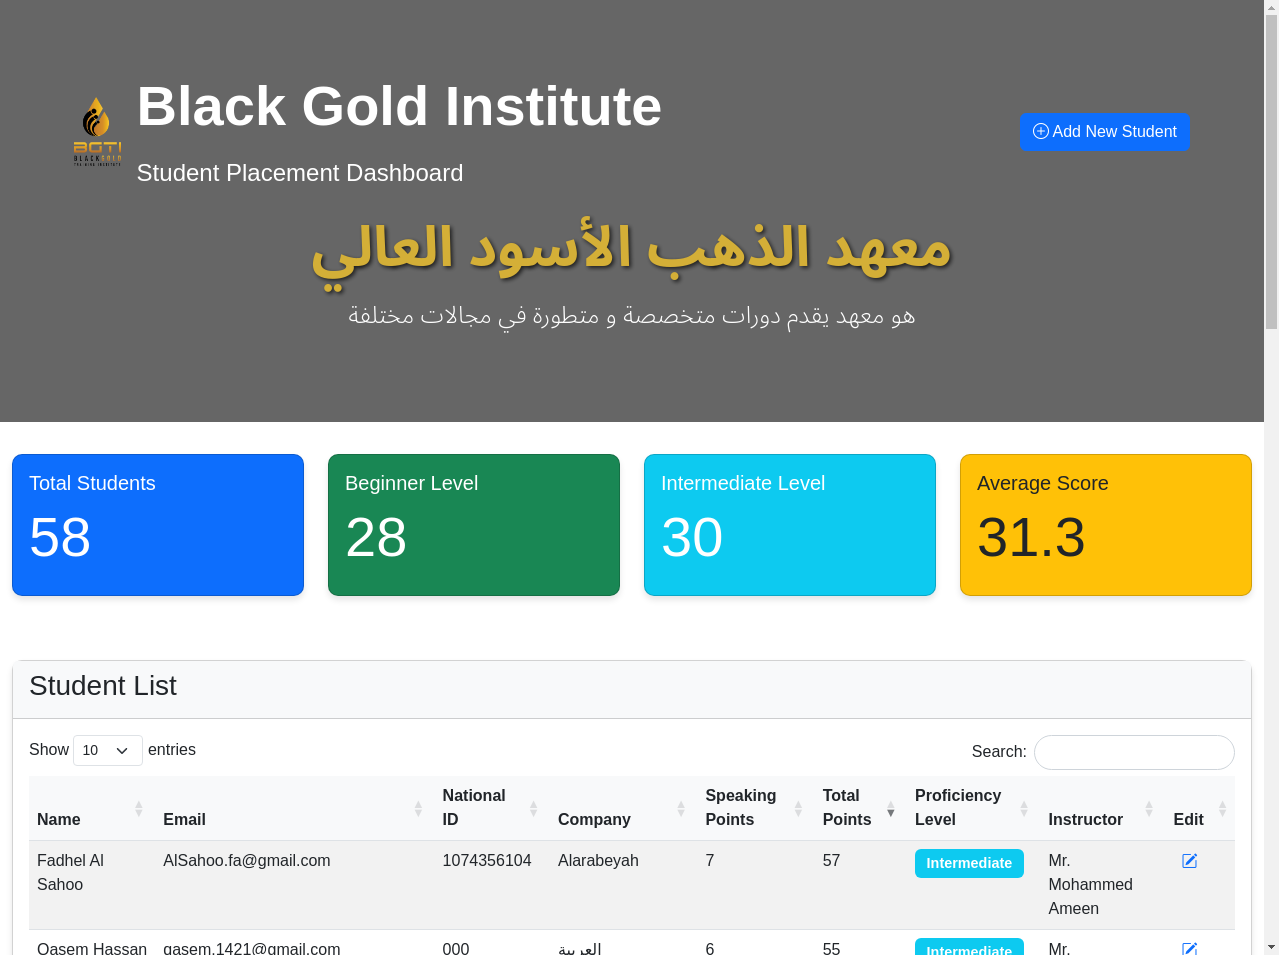 BGTI
BLACKGOLD
Black Gold Institute
Student Placement Dashboard
Add New Student
معهد الذهب الأسود العالي
هو معهد يقدم دورات متخصصة و متطورة في مجالات مختلفة
Total Students
58
Beginner Level
28
Intermediate Level
30
Average Score
31.3
Student List
Show 10 entries
Search:
Name Email National ID Company Speaking Points Total Points Proficiency Level Instructor Edit
Fadhel Al Sahoo AlSahoo.fa@gmail.com 1074356104 Alarabeyah 7 57 Intermediate Mr. Mohammed Ameen
Qasem Hassan qasem.1421@gmail.com 000 العربية 6 55 Intermediate Mr.